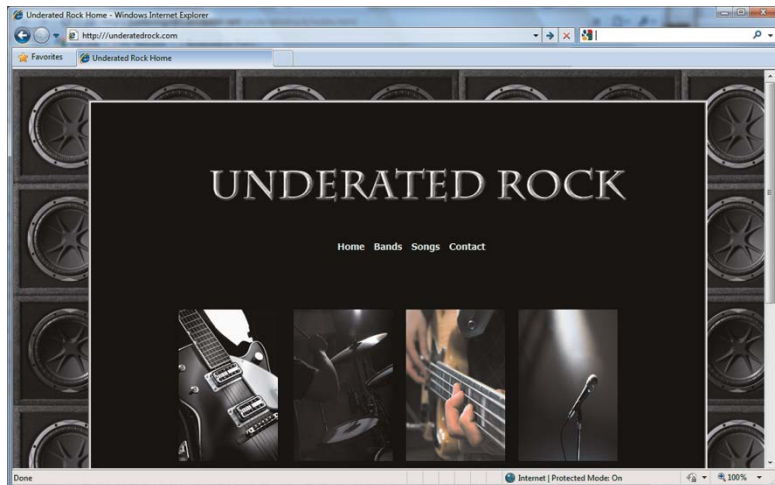 Underated Rock Home - Windows Internet Explorer
http://underatedrock.com
Favorites
Underated Rock Home
UNDERATED ROCK
Home Bands Songs Contact
Done
Internet | Protected Mode: On
100%